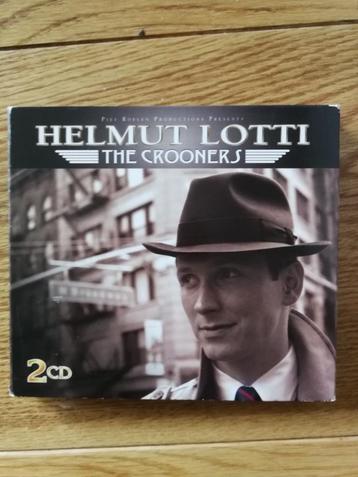 Piet Roelen Productions Presents
HELMUT LOTTI
THE CROONERS
2CD